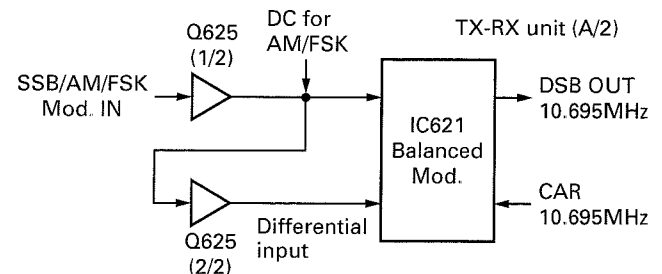 Q625
(1/2)
DC for
AM/FSK
TX-RX unit (A/2)
SSB/AM/FSK
Mod. IN
IC621
Balanced
Mod.
DSB OUT
10.695MHz
CAR
10.695MHz
Differential
input
Q625
(2/2)